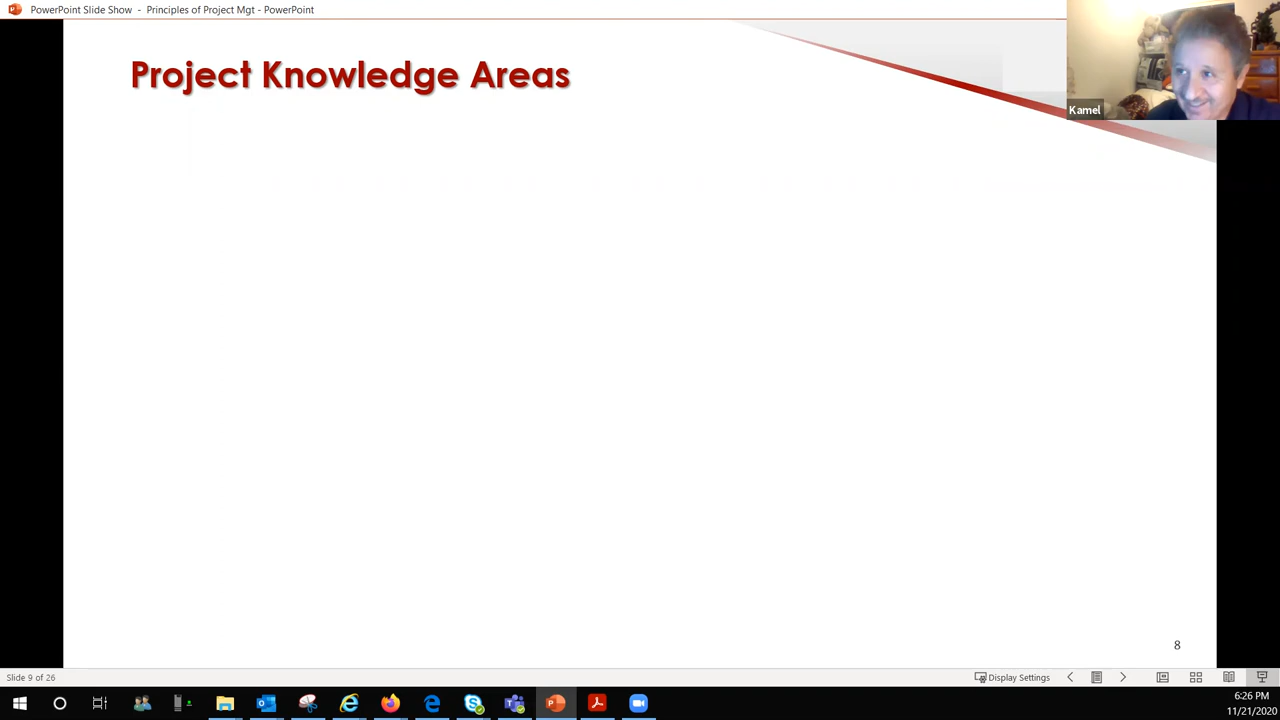 PowerPoint Slide Show - Principles of Project Mgt - PowerPoint
Project Knowledge Areas
Kamel
8
Slide 9 of 26
Display Settings
6:26 PM
11/21/2020